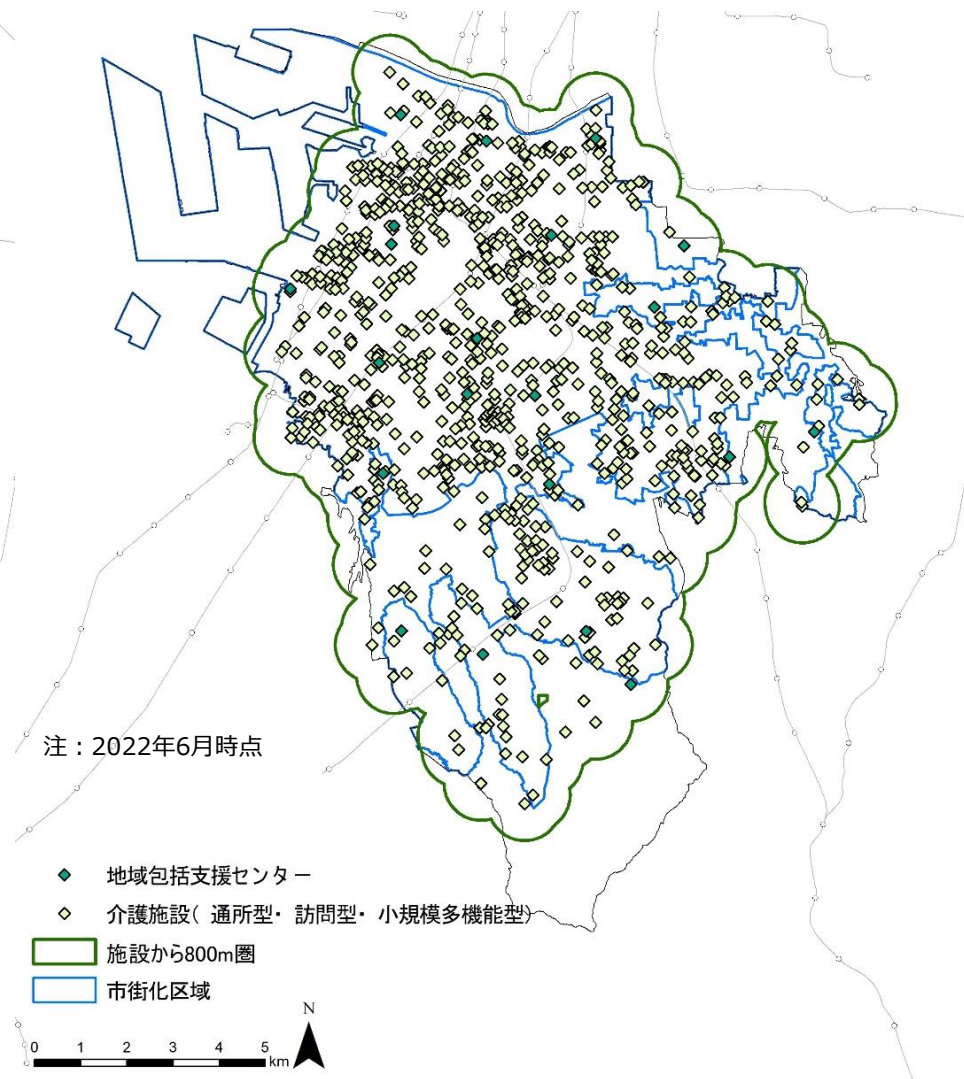 注：2022年6月時点
地域包括支援センター
介護施設( 通所型・ 訪問型・ 小規模多機能型)
施設から800m圏
市街化区域
N
0 1 2 3 4 5
km